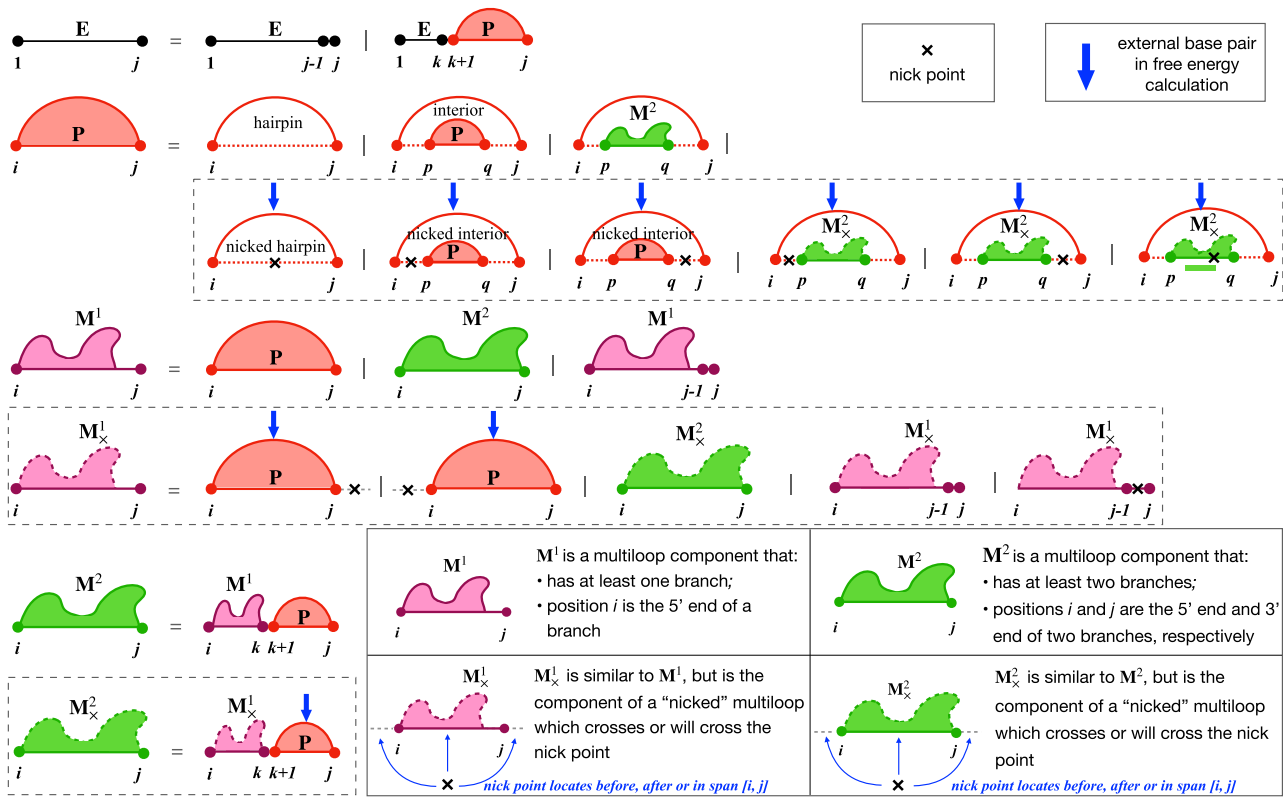 E = E | E P
1 j 1 j-1 j 1 k k+1 j
× nick point
external base pair
in free energy
calculation
P = hairpin | interior P | M² |
i j i j i p q j i p q j
nicked hairpin | nicked interior P | nicked interior P | M²× | M²× | M²×
× × × × × ×
i j i p q j i p q j i p q j i p q j i p q j
M¹ = P | M² | M¹
i j i j i j i j-1 j
M¹× = P × | × P | M²× | M¹× | M¹× ×
i j i j i j i j i j-1 j j-1 j
M² = M¹ P
i j i k k+1 j
M²× = M¹× P
i j i k k+1 j
M¹
i j
M¹ is a multiloop component that:
• has at least one branch;
• position i is the 5' end of a
branch
M²
i j
M² is a multiloop component that:
• has at least two branches;
• positions i and j are the 5' end and 3'
end of two branches, respectively
M¹×
i j
×
M¹× is similar to M¹, but is the
component of a “nicked” multiloop
which crosses or will cross the
nick point
nick point locates before, after or in span [i, j]
M²×
i j
×
M²× is similar to M², but is the
component of a “nicked” multiloop
which crosses or will cross the nick
point
nick point locates before, after or in span [i, j]